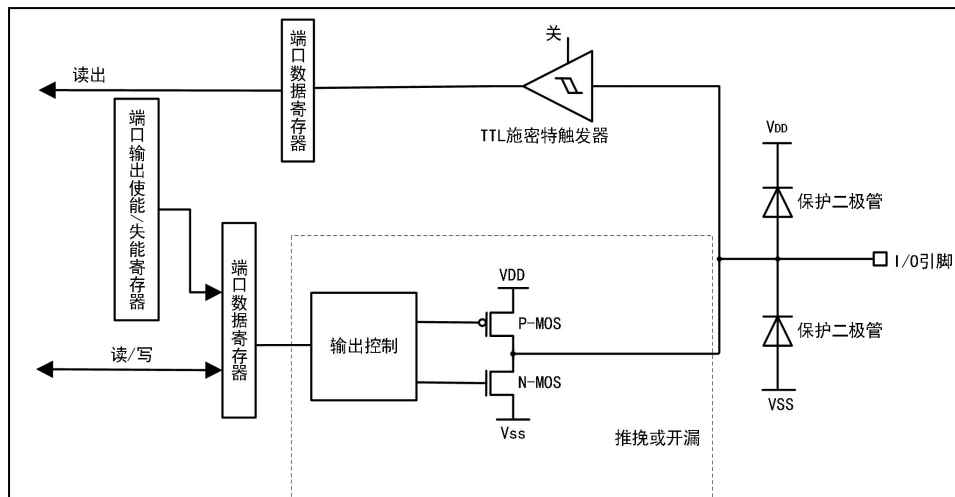 关
端口数据寄存器
读出
TTL施密特触发器
端口输出使能/失能寄存器
VDD
保护二极管
I/O引脚
端口数据寄存器
VDD
P-MOS
输出控制
保护二极管
读/写
N-MOS
VSS
Vss
推挽或开漏